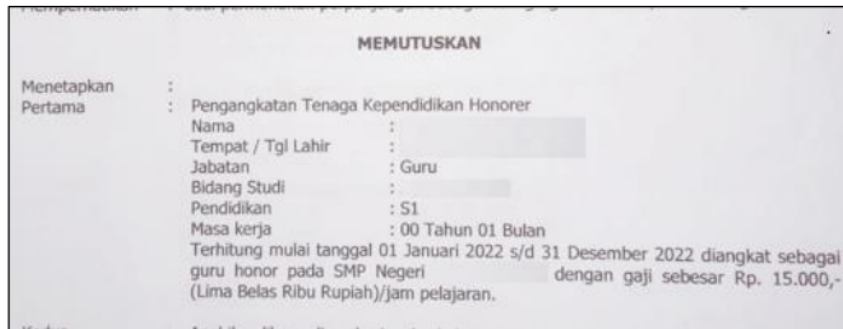 MEMUTUSKAN
Menetapkan :
Pertama : Pengangkatan Tenaga Kependidikan Honorer
Nama :
Tempat / Tgl Lahir :
Jabatan : Guru
Bidang Studi :
Pendidikan : S1
Masa kerja : 00 Tahun 01 Bulan
Terhitung mulai tanggal 01 Januari 2022 s/d 31 Desember 2022 diangkat sebagai
guru honor pada SMP Negeri dengan gaji sebesar Rp. 15.000,-
(Lima Belas Ribu Rupiah)/jam pelajaran.